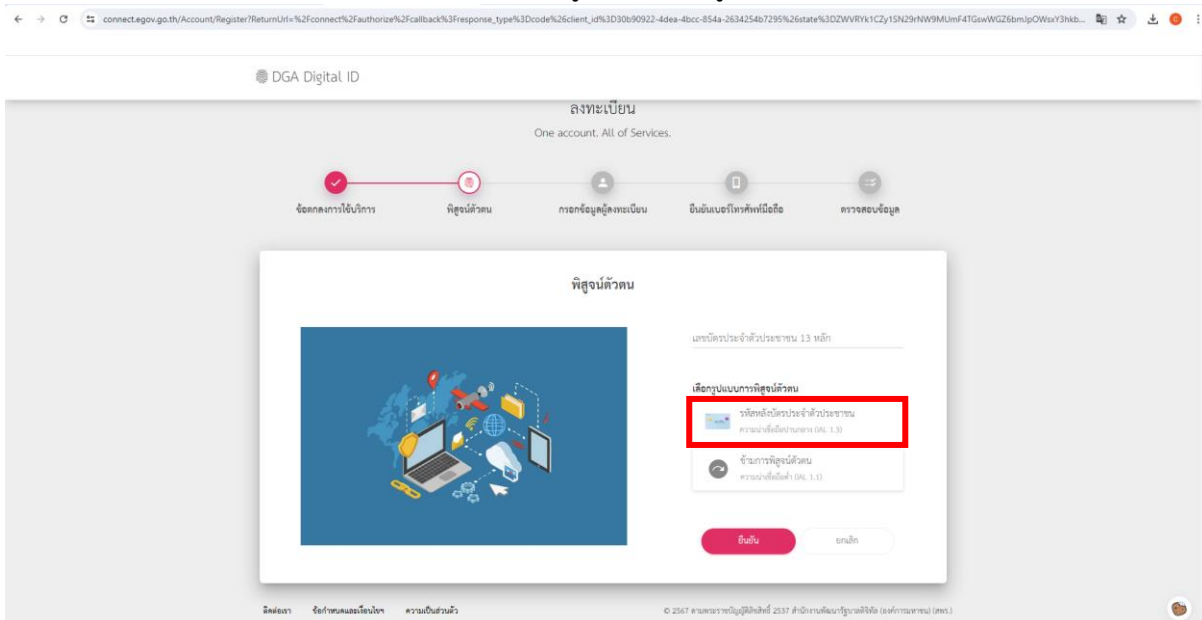 connect.egov.go.th/Account/Register?ReturnUrl=%2Fconnect%2Fauthorize%2Fcallback%3Fresponse_type%3Dcode%26client_id%3D30b90922-4dea-4bcc-854a-2634254b7295%26state%3DZWVRYk1CZy1SN29rNW9MUmF4TGswWGZ6bmJpOWsxY3hkb...
DGA Digital ID
ลงทะเบียน
One account. All of Services.
ข้อตกลงการใช้บริการ
พิสูจน์ตัวตน
กรอกข้อมูลผู้ลงทะเบียน
ยืนยันเบอร์โทรศัพท์มือถือ
ตรวจสอบข้อมูล
พิสูจน์ตัวตน
เลขบัตรประจำตัวประชาชน 13 หลัก
เลือกรูปแบบการพิสูจน์ตัวตน
รหัสหลังบัตรประจำตัวประชาชน
ความน่าเชื่อถือปานกลาง (IAL 1.3)
ข้ามการพิสูจน์ตัวตน
ความน่าเชื่อถือต่ำ (IAL 1.1)
ยืนยัน
ยกเลิก
ติดต่อเรา ข้อกำหนดและเงื่อนไขฯ ความเป็นส่วนตัว
© 2567 ตามพระราชบัญญัติลิขสิทธิ์ 2537 สำนักงานพัฒนารัฐบาลดิจิทัล (องค์การมหาชน) (สพร.)